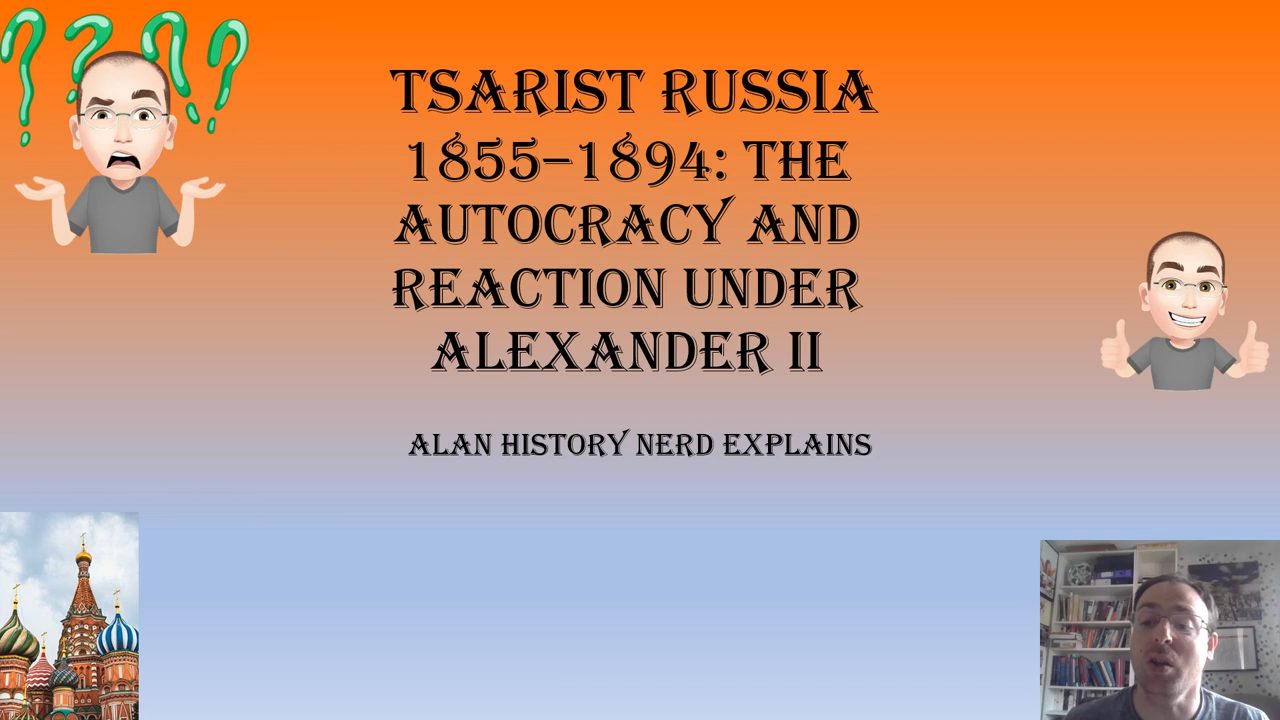 TSARIST RUSSIA
1855–1894: THE
AUTOCRACY AND
REACTION UNDER
ALEXANDER II
ALAN HISTORY NERD EXPLAINS